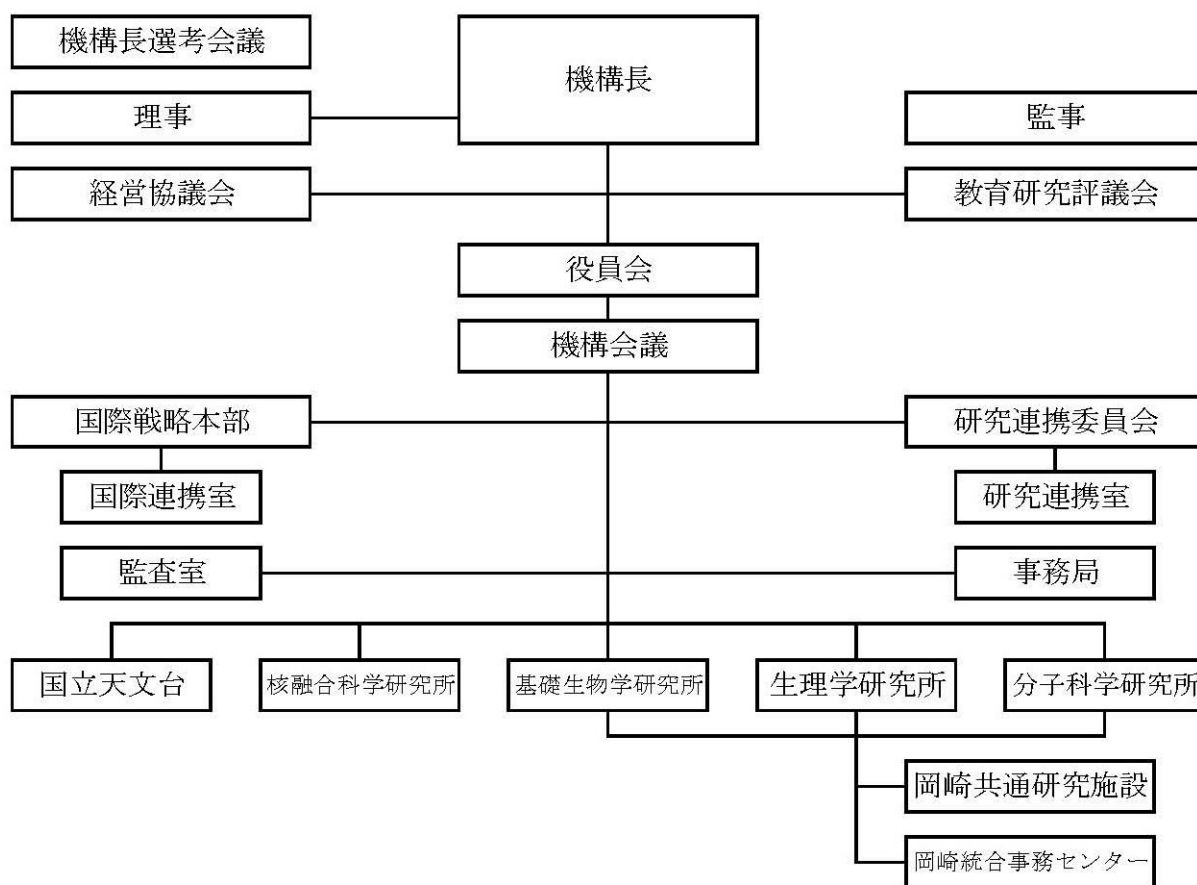 機構長選考会議
機構長
理事
監事
経営協議会
教育研究評議会
役員会
機構会議
国際戦略本部
研究連携委員会
国際連携室
研究連携室
監査室
事務局
国立天文台
核融合科学研究所
基礎生物学研究所
生理学研究所
分子科学研究所
岡崎共通研究施設
岡崎統合事務センター